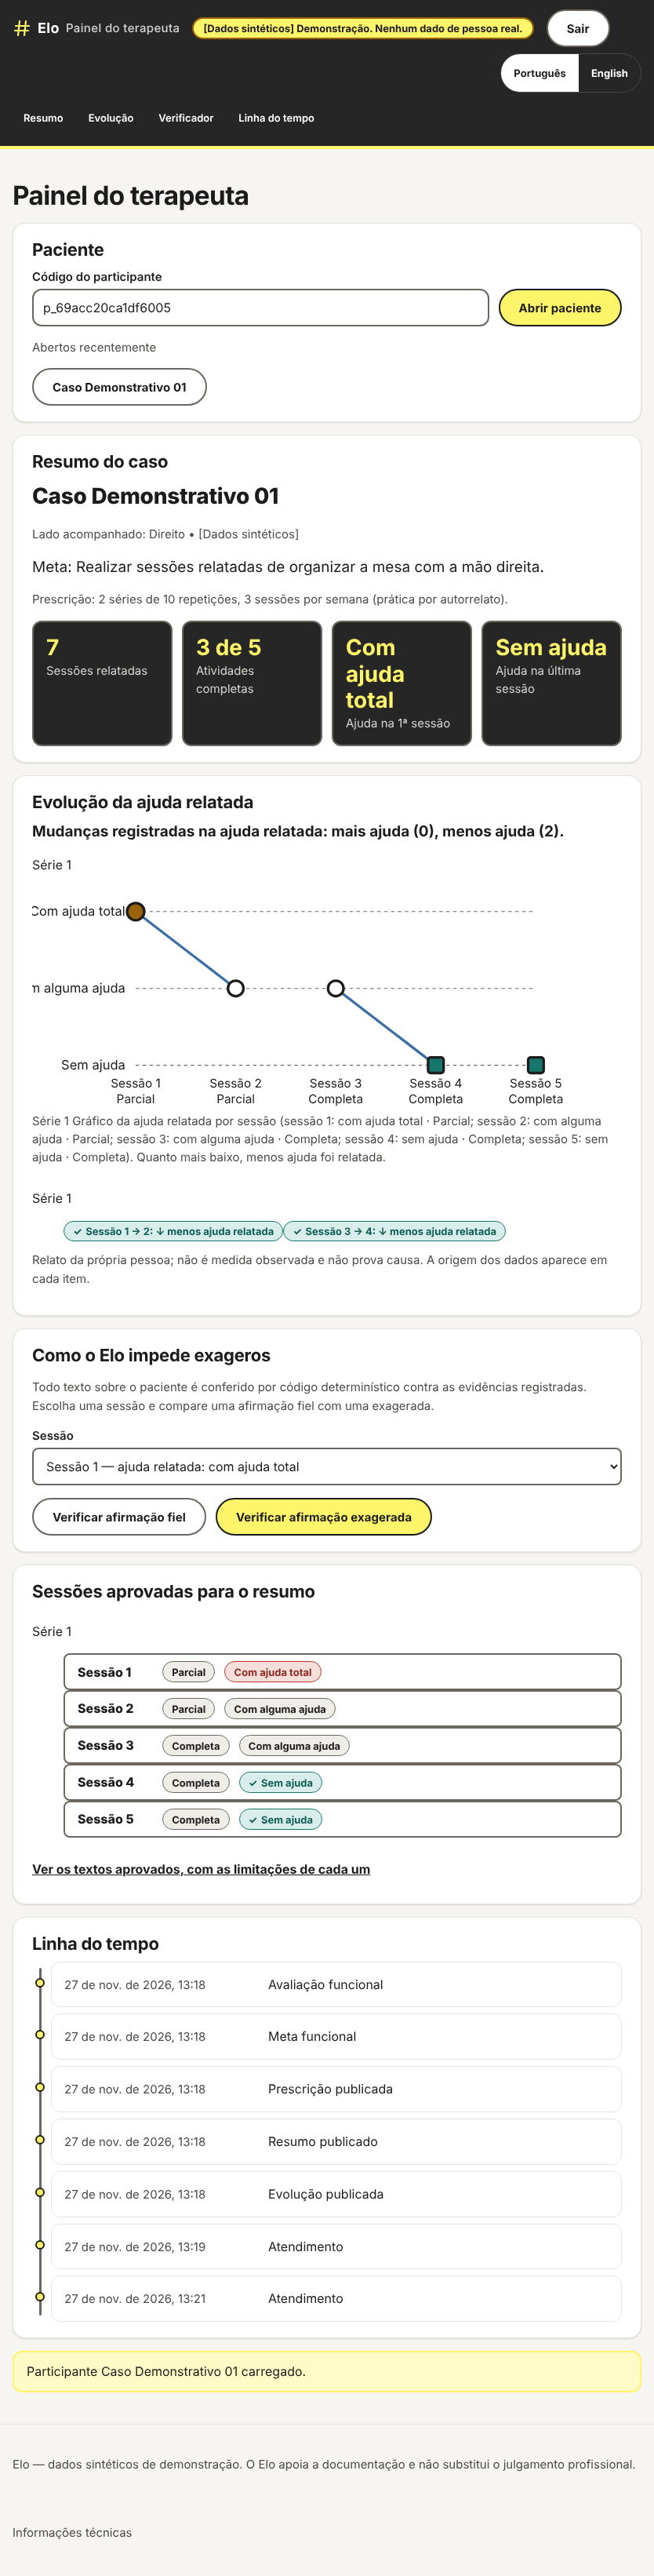 # Elo Painel do terapeuta [Dados sintéticos] Demonstração. Nenhum dado de pessoa real. Sair
Português English
Resumo Evolução Verificador Linha do tempo
Painel do terapeuta
Paciente
Código do participante
p_69acc20ca1df6005 Abrir paciente
Abertos recentemente
Caso Demonstrativo 01
Resumo do caso
Caso Demonstrativo 01
Lado acompanhado: Direito • [Dados sintéticos]
Meta: Realizar sessões relatadas de organizar a mesa com a mão direita.
Prescrição: 2 séries de 10 repetições, 3 sessões por semana (prática por autorrelato).
7
Sessões relatadas
3 de 5
Atividades
completas
Com
ajuda
total
Ajuda na 1ª sessão
Sem ajuda
Ajuda na última
sessão
Evolução da ajuda relatada
Mudanças registradas na ajuda relatada: mais ajuda (0), menos ajuda (2).
Série 1
Com ajuda total
m alguma ajuda
Sem ajuda
Sessão 1 Sessão 2 Sessão 3 Sessão 4 Sessão 5
Parcial Parcial Completa Completa Completa
Série 1 Gráfico da ajuda relatada por sessão (sessão 1: com ajuda total · Parcial; sessão 2: com alguma
ajuda · Parcial; sessão 3: com alguma ajuda · Completa; sessão 4: sem ajuda · Completa; sessão 5: sem
ajuda · Completa). Quanto mais baixo, menos ajuda foi relatada.
Série 1
✓ Sessão 1 → 2: ↓ menos ajuda relatada ✓ Sessão 3 → 4: ↓ menos ajuda relatada
Relato da própria pessoa; não é medida observada e não prova causa. A origem dos dados aparece em
cada item.
Como o Elo impede exageros
Todo texto sobre o paciente é conferido por código determinístico contra as evidências registradas.
Escolha uma sessão e compare uma afirmação fiel com uma exagerada.
Sessão
Sessão 1 — ajuda relatada: com ajuda total
Verificar afirmação fiel Verificar afirmação exagerada
Sessões aprovadas para o resumo
Série 1
Sessão 1 Parcial Com ajuda total
Sessão 2 Parcial Com alguma ajuda
Sessão 3 Completa Com alguma ajuda
Sessão 4 Completa ✓ Sem ajuda
Sessão 5 Completa ✓ Sem ajuda
Ver os textos aprovados, com as limitações de cada um
Linha do tempo
27 de nov. de 2026, 13:18 Avaliação funcional
27 de nov. de 2026, 13:18 Meta funcional
27 de nov. de 2026, 13:18 Prescrição publicada
27 de nov. de 2026, 13:18 Resumo publicado
27 de nov. de 2026, 13:18 Evolução publicada
27 de nov. de 2026, 13:19 Atendimento
27 de nov. de 2026, 13:21 Atendimento
Participante Caso Demonstrativo 01 carregado.
Elo — dados sintéticos de demonstração. O Elo apoia a documentação e não substitui o julgamento profissional.
Informações técnicas